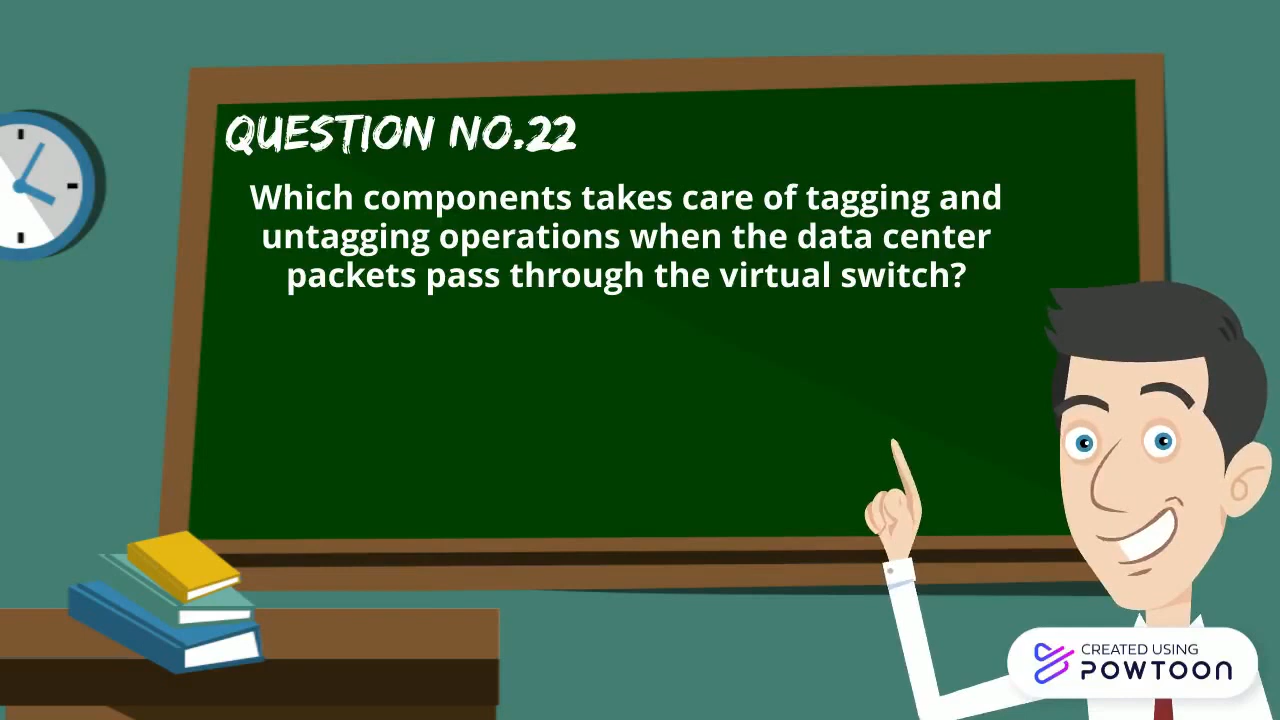 QUESTION NO.22
Which components takes care of tagging and
untagging operations when the data center
packets pass through the virtual switch?
CREATED USING
POWTOON